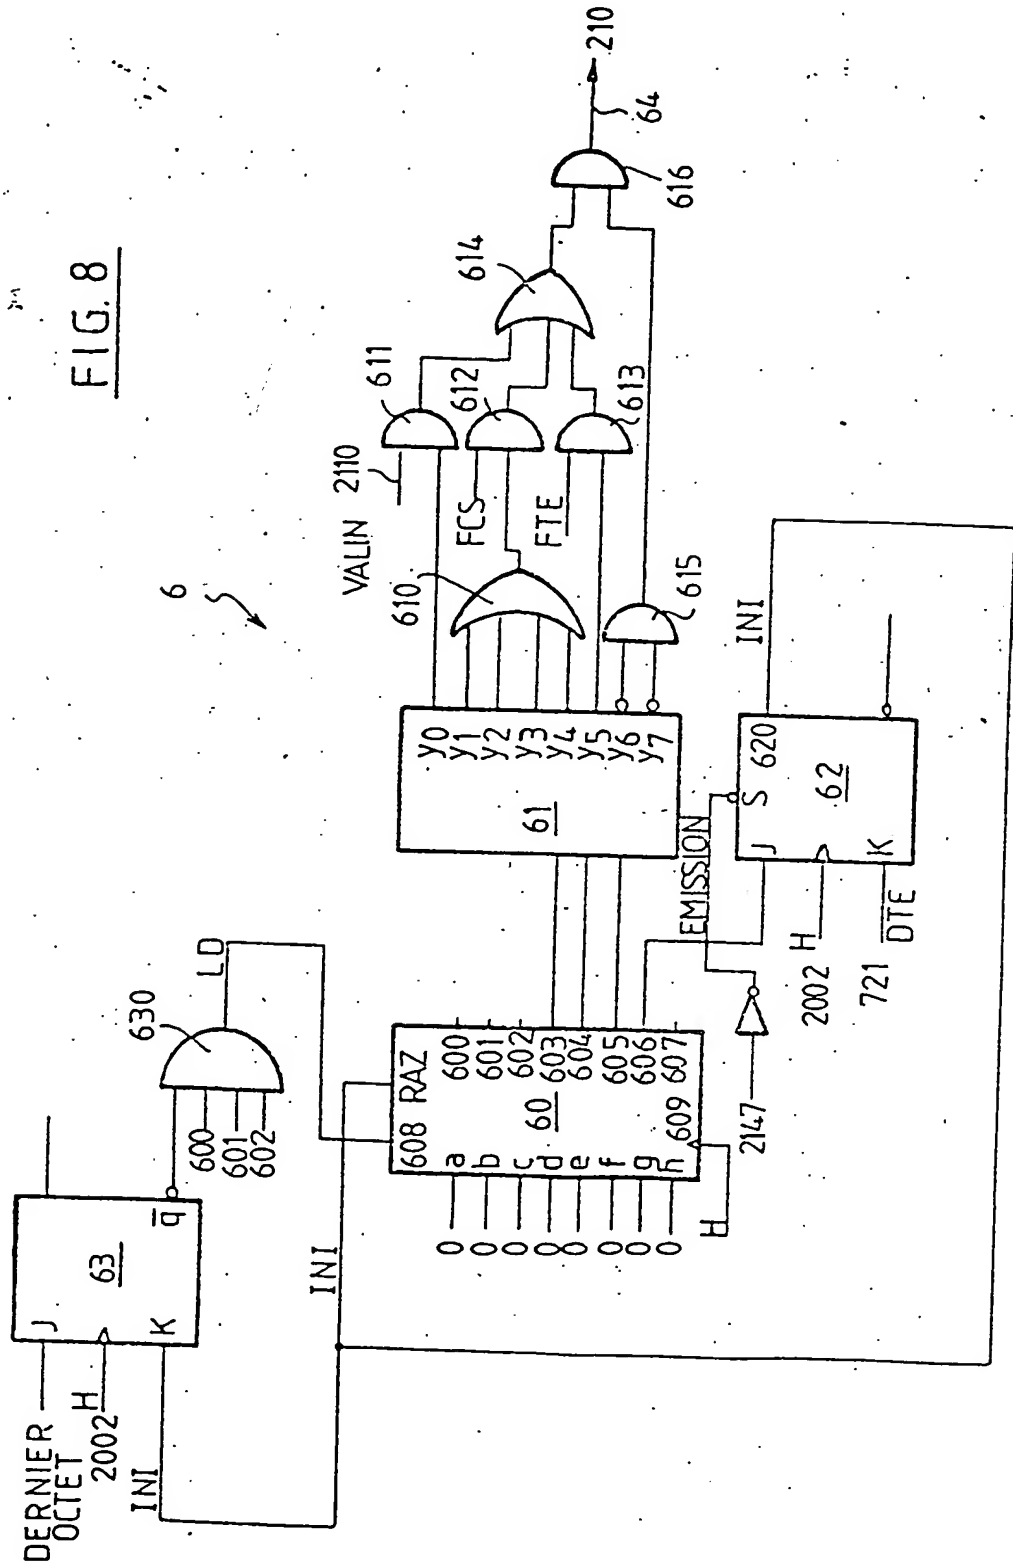 FIG. 8
6
DERNIER
OCTET
H
2002
INI
J
K
63
q̅
630
600
601
602
LD
INI
608 RAZ
a
b
c
d
e
f
g
h
0
0
0
0
0
0
0
0
H
600
601
602
603
604
605
606
607
60
609
2147
EMISSION
61
y0
y1
y2
y3
y4
y5
y6
y7
VALIN 2110
610
FCS
FTE
611
612
613
614
615
616
64
210
H
2002
721
DTE
J
S
K
620
62
INI